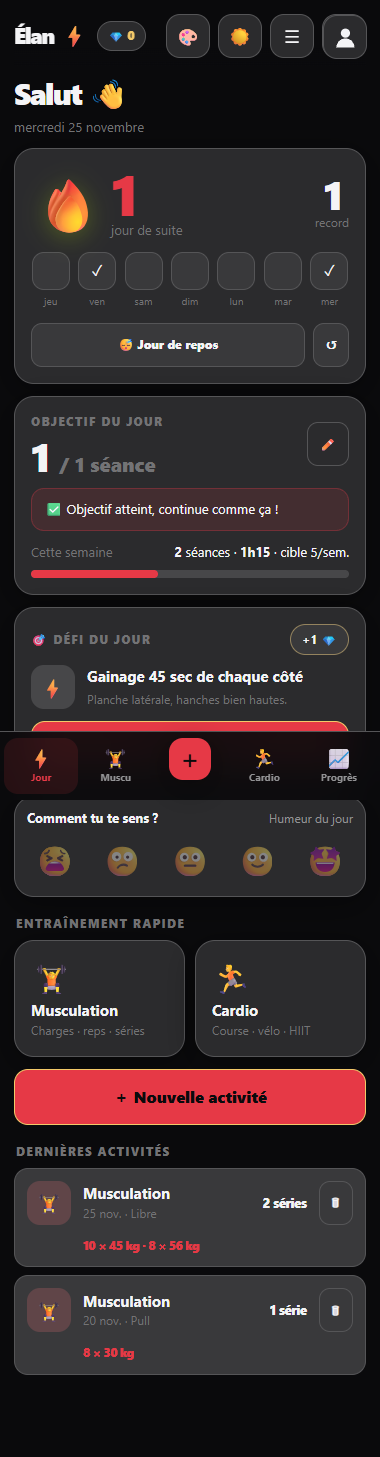 Élan ⚡ 💎 0
Salut 👋
mercredi 25 novembre
1
jour de suite
1
record
✓ ✓
jeu ven sam dim lun mar mer
😴 Jour de repos ↺
OBJECTIF DU JOUR
1 / 1 séance
✅ Objectif atteint, continue comme ça !
Cette semaine 2 séances · 1h15 · cible 5/sem.
🎯 DÉFI DU JOUR +1 💎
Gainage 45 sec de chaque côté
Planche latérale, hanches bien hautes.
Jour Muscu + Cardio Progrès
Comment tu te sens ? Humeur du jour
ENTRAÎNEMENT RAPIDE
Musculation
Charges · reps · séries
Cardio
Course · vélo · HIIT
+ Nouvelle activité
DERNIÈRES ACTIVITÉS
Musculation 2 séries
25 nov. · Libre
10 × 45 kg · 8 × 56 kg
Musculation 1 série
20 nov. · Pull
8 × 30 kg